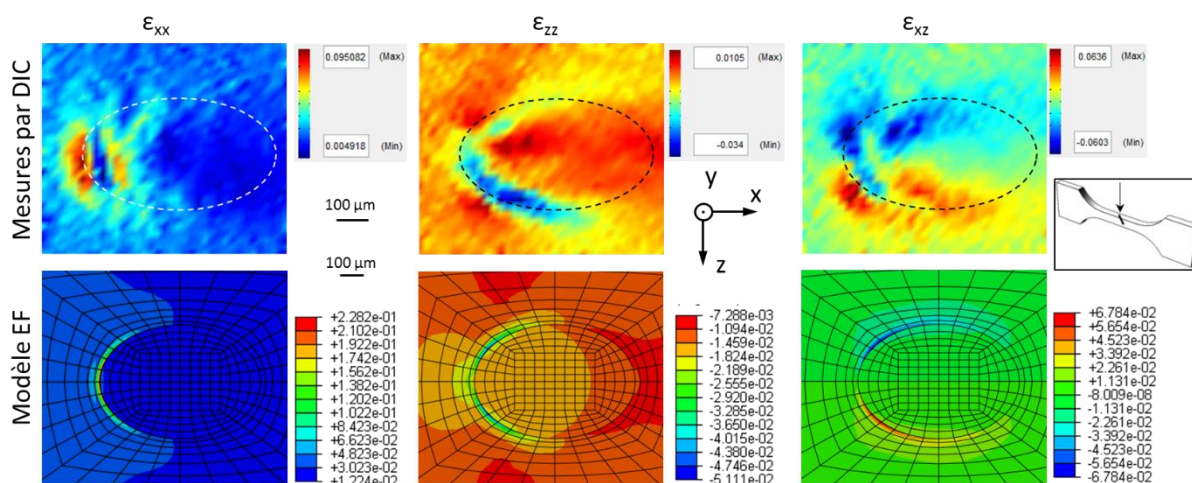 εxx
εzz
εxz
Mesures par DIC
0.095082 (Max)
0.004918 (Min)
0.0105 (Max)
-0.034 (Min)
0.0636 (Max)
-0.0603 (Min)
100 µm
100 µm
y
x
z
Modèle EF
+2.282e-01
+2.102e-01
+1.922e-01
+1.742e-01
+1.562e-01
+1.382e-01
+1.202e-01
+1.022e-01
+8.423e-02
+6.623e-02
+4.823e-02
+3.023e-02
+1.224e-02
-7.288e-03
-1.094e-02
-1.459e-02
-1.824e-02
-2.189e-02
-2.555e-02
-2.920e-02
-3.285e-02
-3.650e-02
-4.015e-02
-4.380e-02
-4.746e-02
-5.111e-02
+6.784e-02
+5.654e-02
+4.523e-02
+3.392e-02
+2.261e-02
+1.131e-02
-8.009e-08
-1.131e-02
-2.261e-02
-3.392e-02
-4.523e-02
-5.654e-02
-6.784e-02